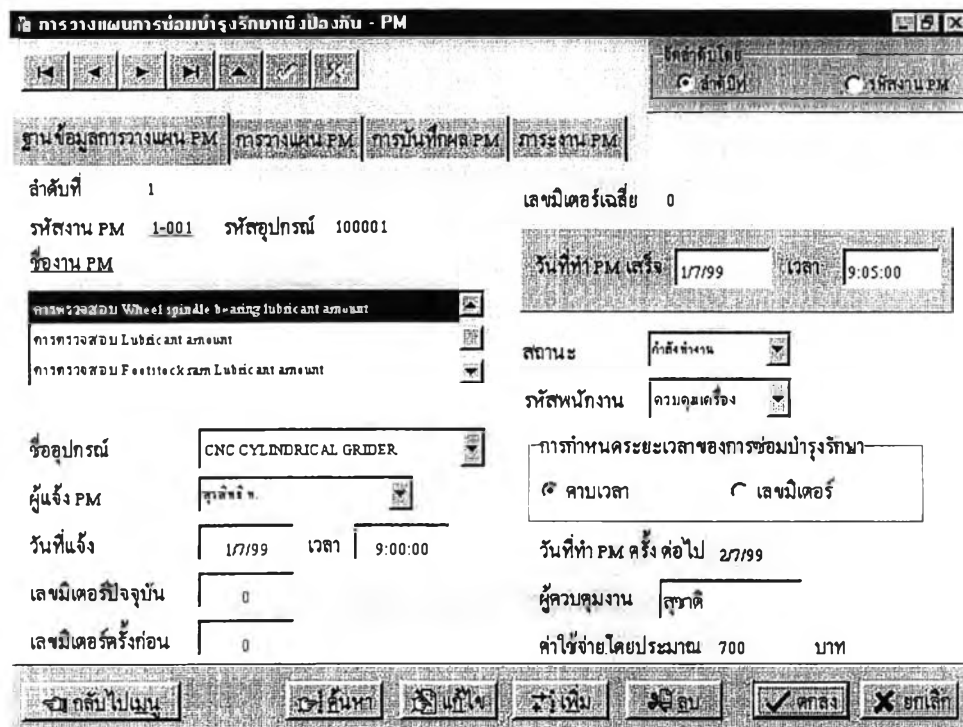 การวางแผนการซ่อมบำรุงรักษาเชิงป้องกัน - PM
จัดลำดับโดย
ลำดับที่ รหัสงาน PM
ฐานข้อมูลการวางแผน PM การวางแผน PM การบันทึกผล PM ภาระงาน PM
ลำดับที่ 1
เลขมิเตอร์เฉลี่ย 0
รหัสงาน PM 1-001 รหัสอุปกรณ์ 100001
ชื่องาน PM
วันที่ทำ PM เสร็จ 1/7/99 เวลา 9:05:00
การตรวจสอบ Wheel spindle bearing lubricant amount
การตรวจสอบ Lubricant amount
การตรวจสอบ Footstock ram Lubricant amount
สถานะ กำลังทำงาน
รหัสพนักงาน ควบคุมเครื่อง
ชื่ออุปกรณ์ CNC CYLINDRICAL GRIDER
การกำหนดระยะเวลาของการซ่อมบำรุงรักษา
คาบเวลา เลขมิเตอร์
ผู้แจ้ง PM สุรสิทธิ์ ท.
วันที่แจ้ง 1/7/99 เวลา 9:00:00
วันที่ทำ PM ครั้งต่อไป 2/7/99
เลขมิเตอร์ปัจจุบัน 0
ผู้ควบคุมงาน สุชาติ
เลขมิเตอร์ครั้งก่อน 0
ค่าใช้จ่ายโดยประมาณ 700 บาท
กลับไปเมนู ค้นหา แก้ไข เพิ่ม ลบ ตกลง ยกเลิก